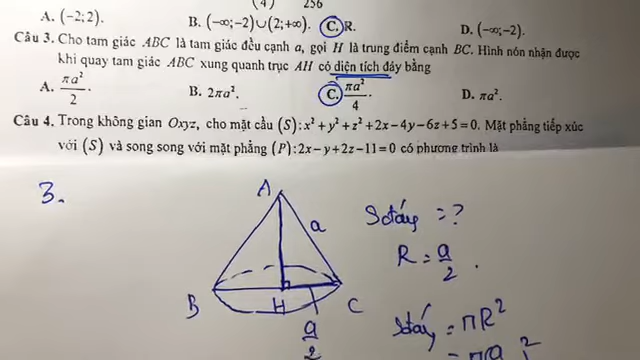 (4) 256
A. (−2; 2). B. (−∞; −2) ∪ (2; +∞). C. R. D. (−∞; −2).
Câu 3. Cho tam giác ABC là tam giác đều cạnh a, gọi H là trung điểm cạnh BC. Hình nón nhận được
khi quay tam giác ABC xung quanh trục AH có diện tích đáy bằng
A. πa²/2. B. 2πa². C. πa²/4. D. πa².
Câu 4. Trong không gian Oxyz, cho mặt cầu (S): x² + y² + z² + 2x − 4y − 6z + 5 = 0. Mặt phẳng tiếp xúc
với (S) và song song với mặt phẳng (P): 2x − y + 2z − 11 = 0 có phương trình là
3.
A
a
B
H
C
a/2
Sđáy = ?
R = a/2.
Sđáy = πR²